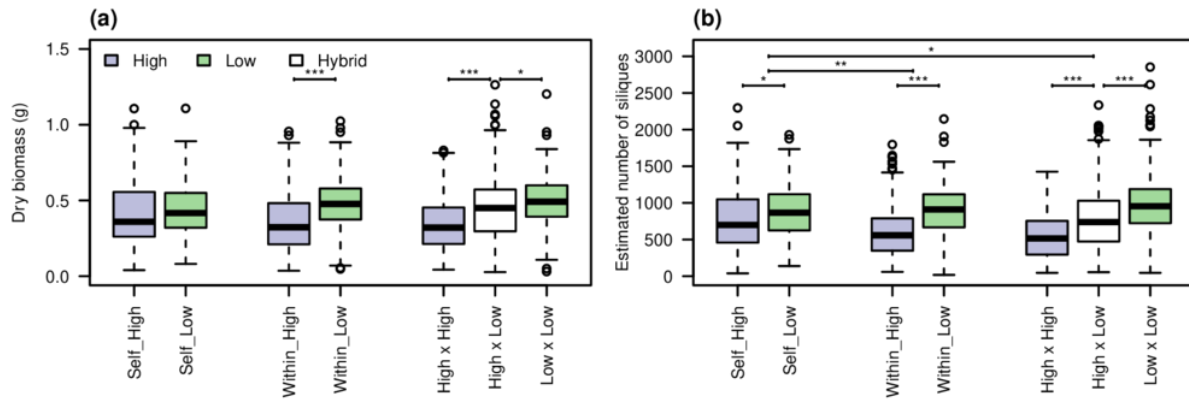 (a)
1.5
1.0
0.5
0.0
Dry biomass (g)
High Low Hybrid
*** *** *
Self_High
Self_Low
Within_High
Within_Low
High x High
High x Low
Low x Low
(b)
3000
2500
2000
1500
1000
500
0
Estimated number of siliques
*
**
* *** *** ***
Self_High
Self_Low
Within_High
Within_Low
High x High
High x Low
Low x Low